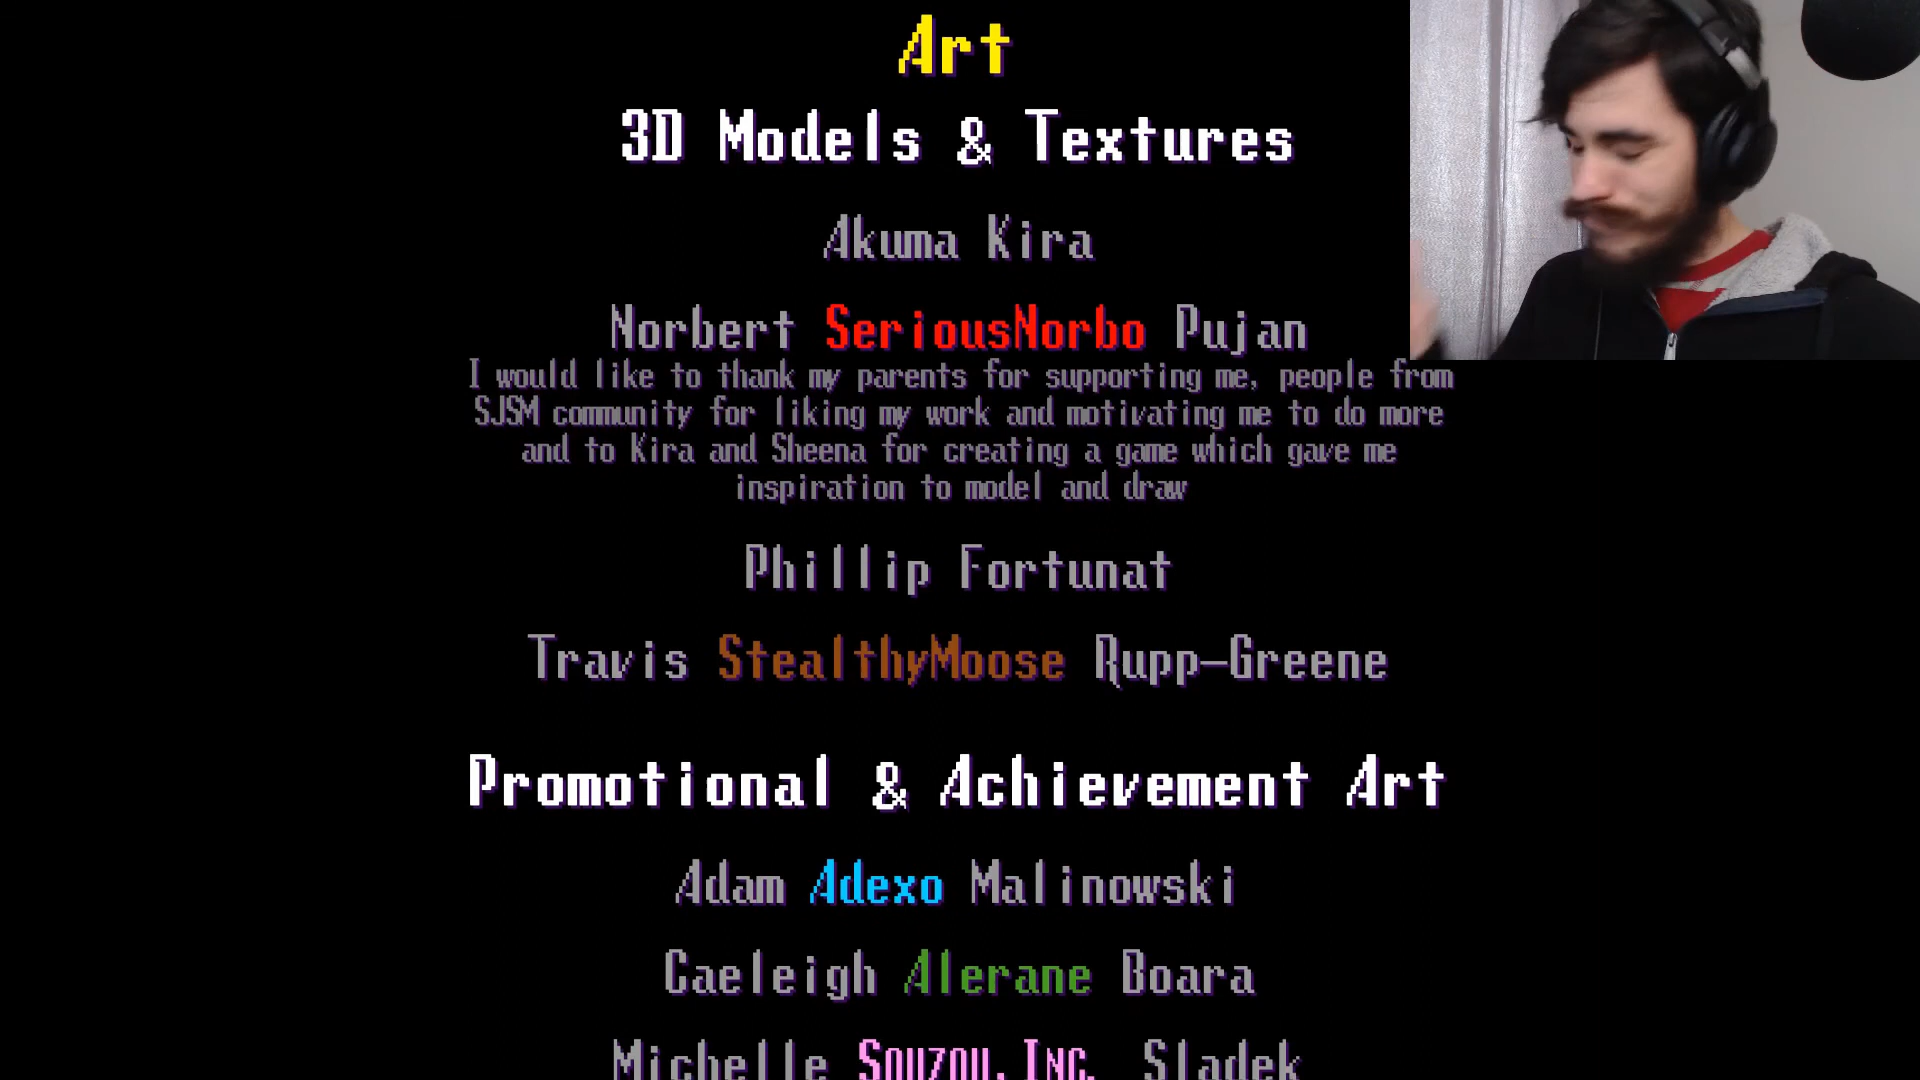 Art
3D Models & Textures
Akuma Kira
Norbert SeriousNorbo Pujan
I would like to thank my parents for supporting me, people from
SJSM community for liking my work and motivating me to do more
and to Kira and Sheena for creating a game which gave me
inspiration to model and draw
Phillip Fortunat
Travis StealthyMoose Rupp-Greene
Promotional & Achievement Art
Adam Adexo Malinowski
Caeleigh Alerane Boara
Michelle Souzou.Inc. Sladek